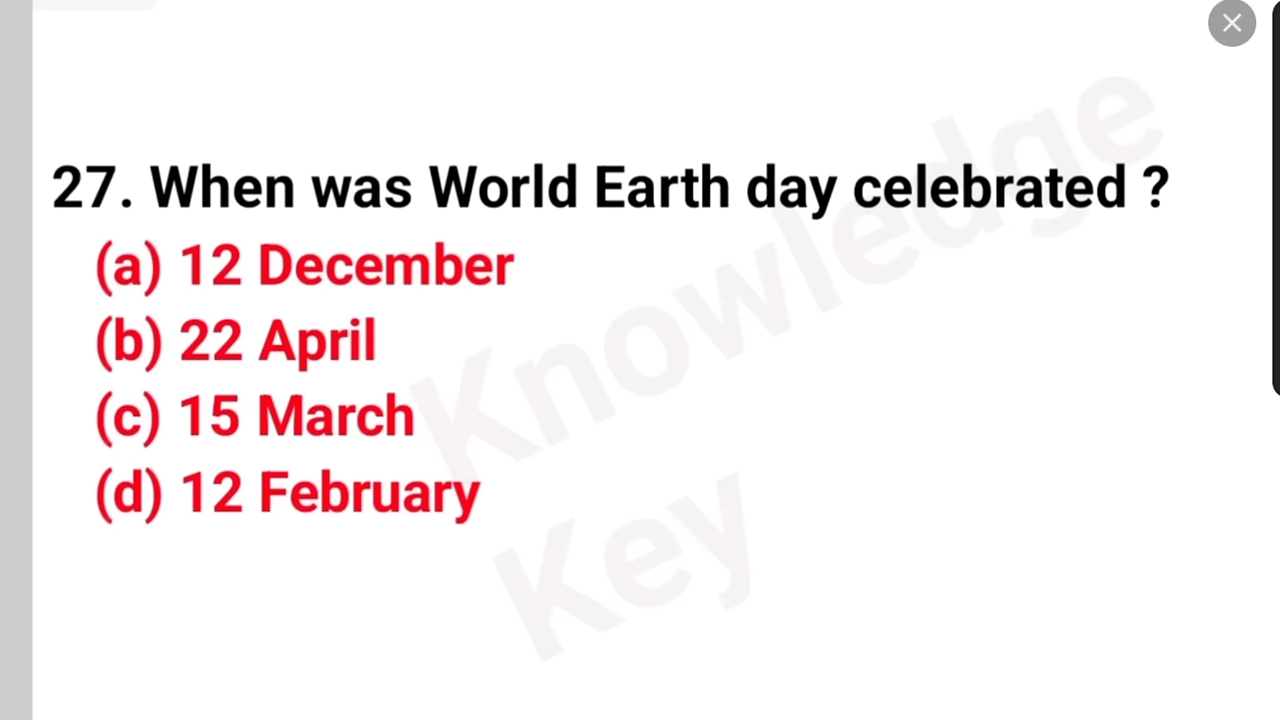 27. When was World Earth day celebrated ?
(a) 12 December
(b) 22 April
(c) 15 March
(d) 12 February
Knowledge
Key